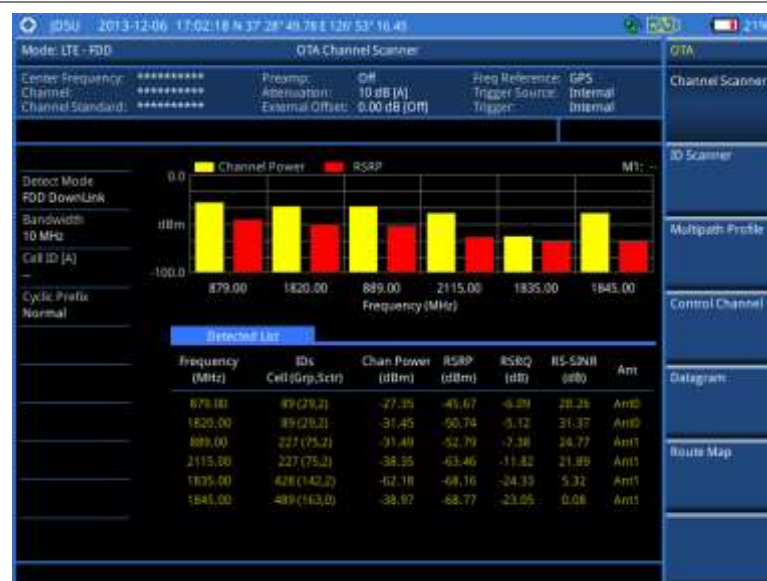 JDSU 2013-12-06 17:02:18 N 37° 28' 49.78 E 126° 53' 16.45 21%
Mode: LTE - FDD OTA Channel Scanner OTA
Center Frequency: ********** Preamp: Off Freq Reference: GPS
Channel: ********** Attenuation: 10 dB [A] Trigger Source: Internal
Channel Standard: ********** External Offset: 0.00 dB [Off] Trigger: Internal
Channel Scanner
ID Scanner
Multipath Profile
Control Channel
Datagram
Route Map
Detect Mode
FDD DownLink
Bandwidth
10 MHz
Cell ID [A]
--
Cyclic Prefix
Normal
Channel Power RSRP M1: --
0.0
dBm
-100.0
879.00 1820.00 889.00 2115.00 1835.00 1845.00
Frequency (MHz)
Detected List
Frequency (MHz) IDs Cell (Grp,Sctr) Chan Power (dBm) RSRP (dBm) RSRQ (dB) RS-SINR (dB) Ant
879.00 89 (29,2) -27.35 -45.67 -6.09 28.26 Ant0
1820.00 89 (29,2) -31.45 -50.74 -5.12 31.37 Ant0
889.00 227 (75,2) -31.49 -52.79 -7.38 24.77 Ant1
2115.00 227 (75,2) -38.35 -63.46 -11.82 21.89 Ant1
1835.00 428 (142,2) -62.18 -68.16 -24.33 5.32 Ant1
1845.00 489 (163,0) -38.97 -68.77 -23.05 0.08 Ant1